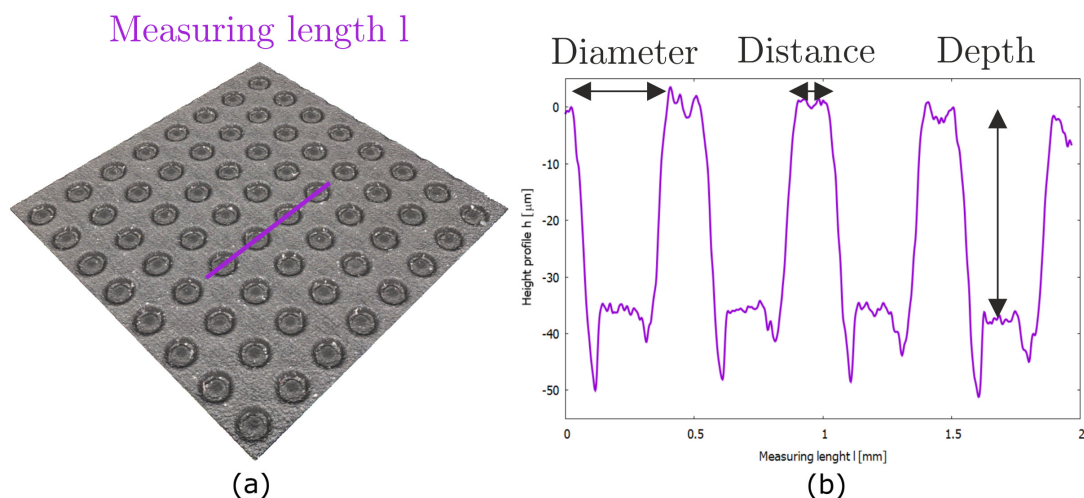 Measuring length l
Diameter Distance Depth
0
-10
-20
-30
-40
-50
Height profile h [μm]
0 0.5 1 1.5 2
Measuring lenght l [mm]
(a) (b)